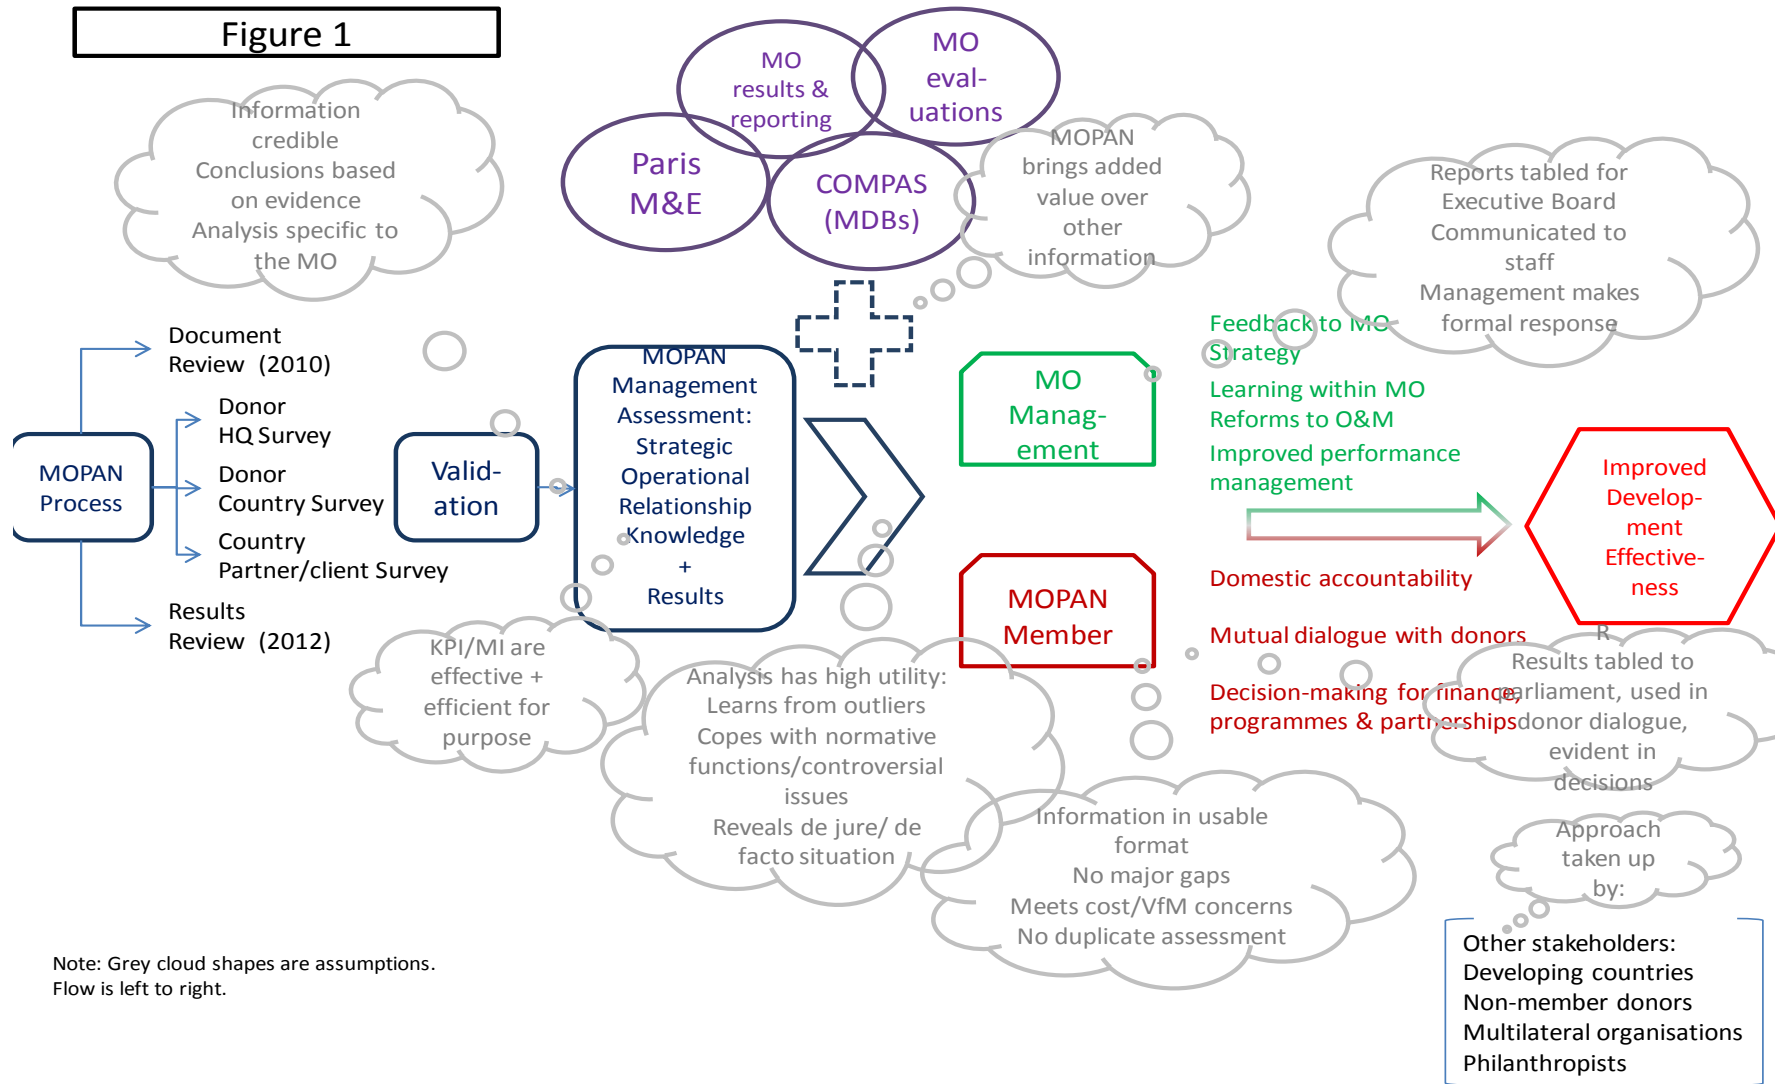 Figure 1
Information
credible
Conclusions based
on evidence
Analysis specific to
the MO
MO
results &
reporting
MO
eval-
uations
Paris
M&E
COMPAS
(MDBs)
MOPAN
brings added
value over
other
information
Reports tabled for
Executive Board
Communicated to
staff
Management makes
formal response
MOPAN
Process
Document
Review (2010)
Donor
HQ Survey
Donor
Country Survey
Country
Partner/client Survey
Results
Review (2012)
Valid-
ation
MOPAN
Management
Assessment:
Strategic
Operational
Relationship
Knowledge
+
Results
MO
Manag-
ement
Feedback to MO
Strategy
Learning within MO
Reforms to O&M
Improved performance
management
MOPAN
Member
Domestic accountability
Mutual dialogue with donors
Decision-making for finance,
programmes & partnerships
Improved
Develop-
ment
Effective-
ness
KPI/MI are
effective +
efficient for
purpose
Analysis has high utility:
Learns from outliers
Copes with normative
functions/controversial
issues
Reveals de jure/ de
facto situation
Information in usable
format
No major gaps
Meets cost/VfM concerns
No duplicate assessment
R
Results tabled to
parliament, used in
donor dialogue,
evident in
decisions
Approach
taken up
by:
Other stakeholders:
Developing countries
Non-member donors
Multilateral organisations
Philanthropists
Note: Grey cloud shapes are assumptions.
Flow is left to right.